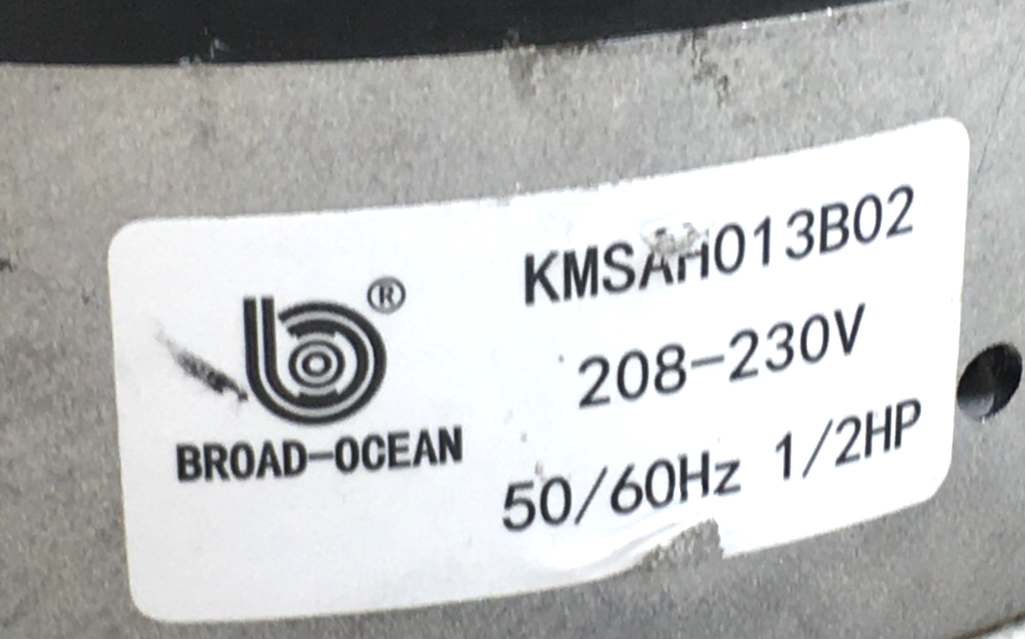 ®
BROAD-OCEAN
KMSAH013B02
208-230V
50/60Hz 1/2HP